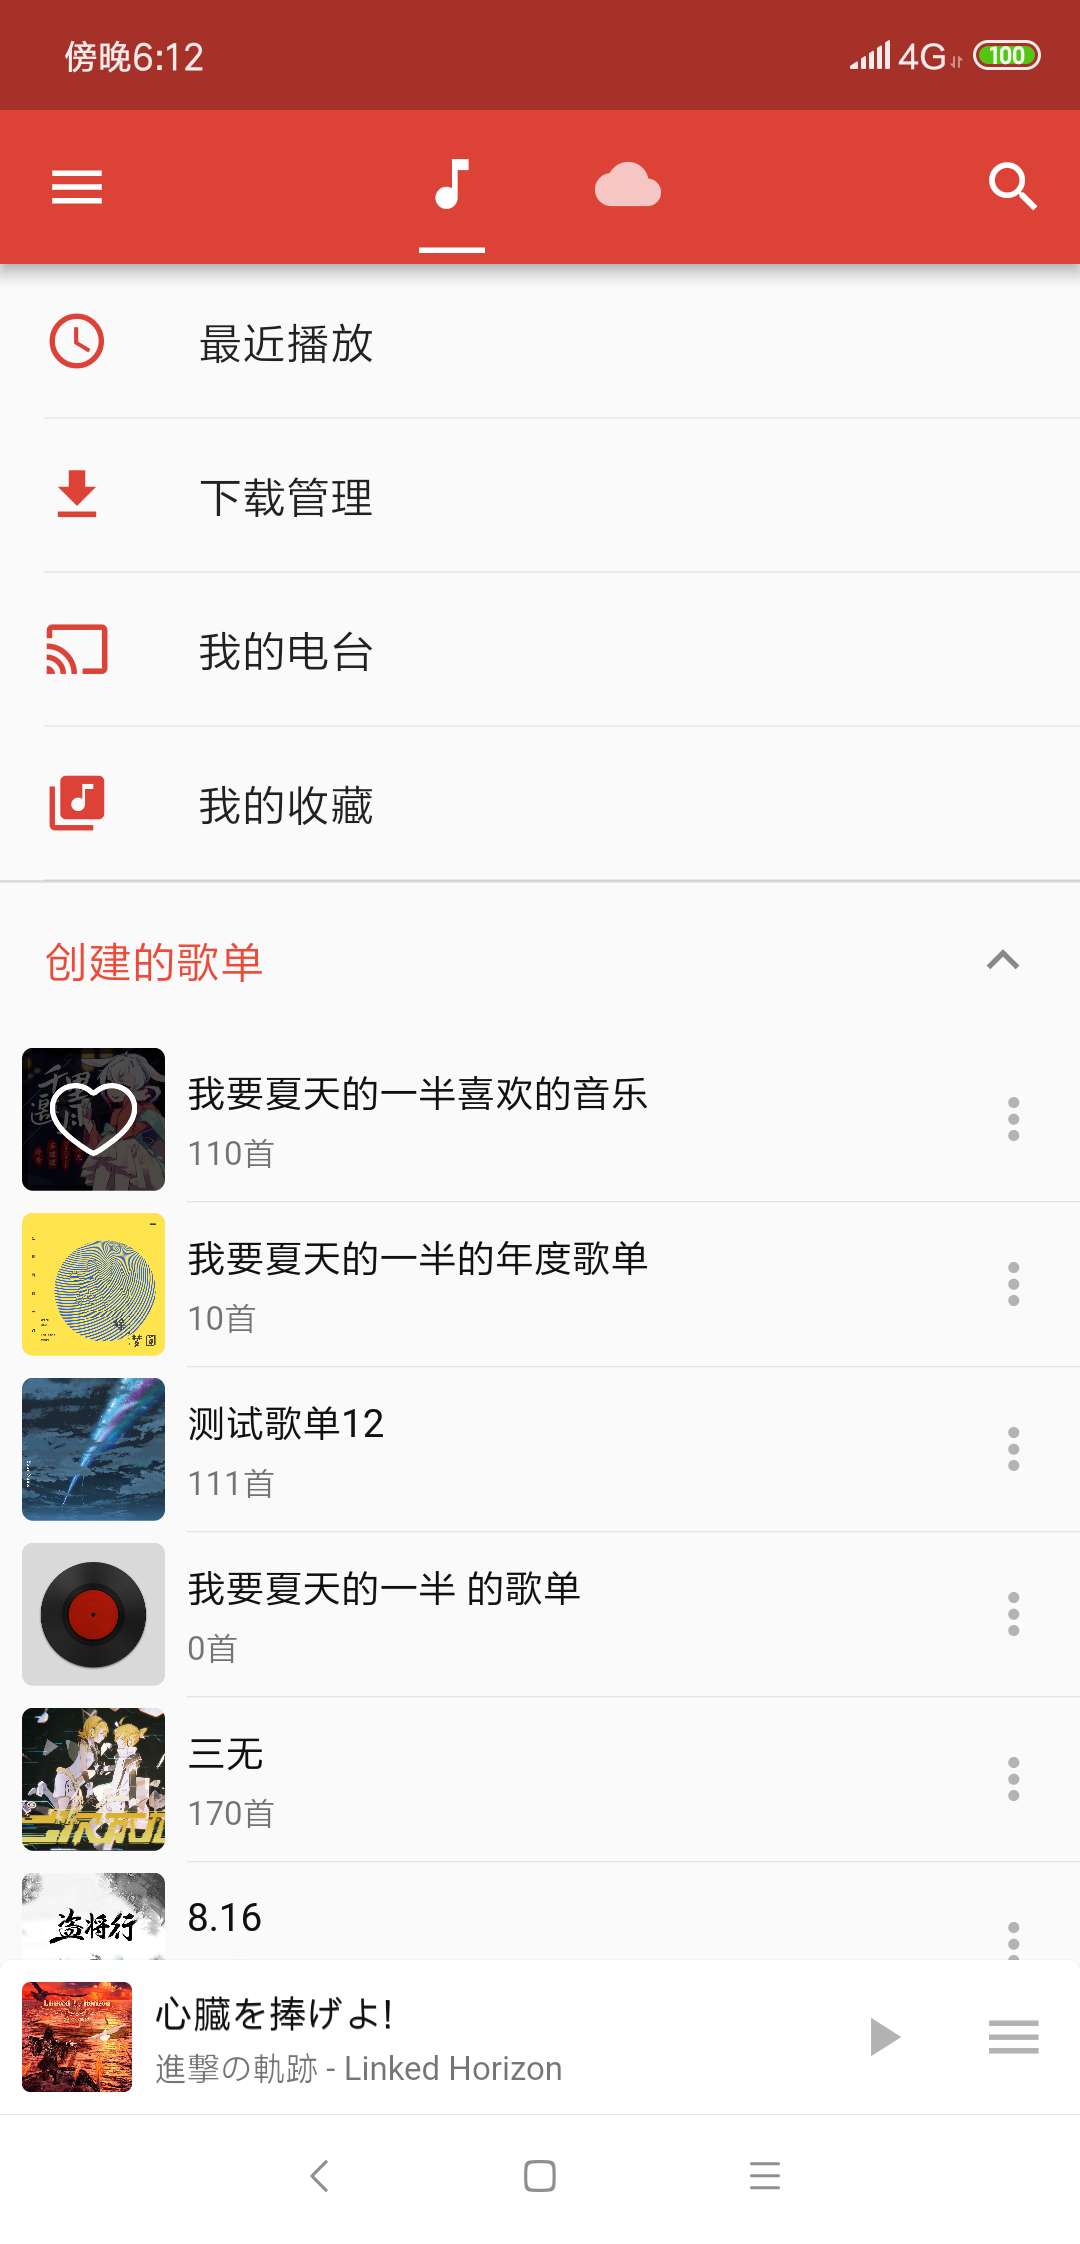 傍晚6:12
4G
100
最近播放
下载管理
我的电台
我的收藏
创建的歌单
我要夏天的一半喜欢的音乐
110首
我要夏天的一半的年度歌单
10首
测试歌单12
111首
我要夏天的一半 的歌单
0首
三无
170首
盗将行
8.16
Linked Horizon
心臓を捧げよ!
進撃の軌跡 - Linked Horizon